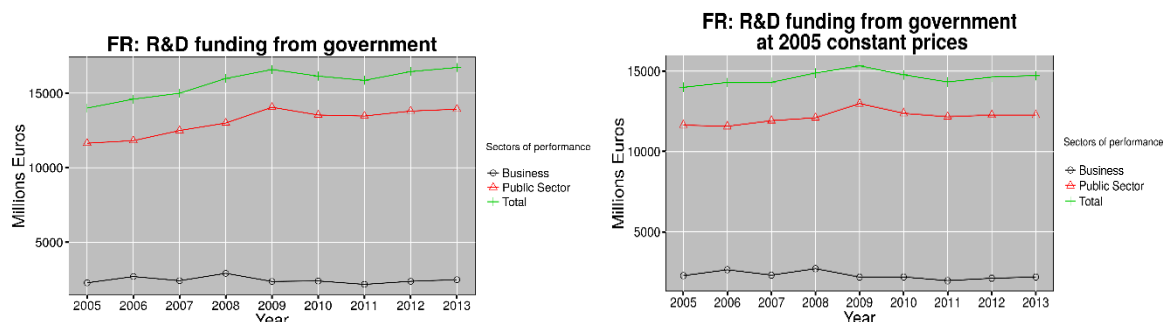 FR: R&D funding from government
Millions Euros
15000
10000
5000
2005 2006 2007 2008 2009 2010 2011 2012 2013
Year
Sectors of performance
Business
Public Sector
Total
FR: R&D funding from government
at 2005 constant prices
Millions Euros
15000
10000
5000
2005 2006 2007 2008 2009 2010 2011 2012 2013
Year
Sectors of performance
Business
Public Sector
Total